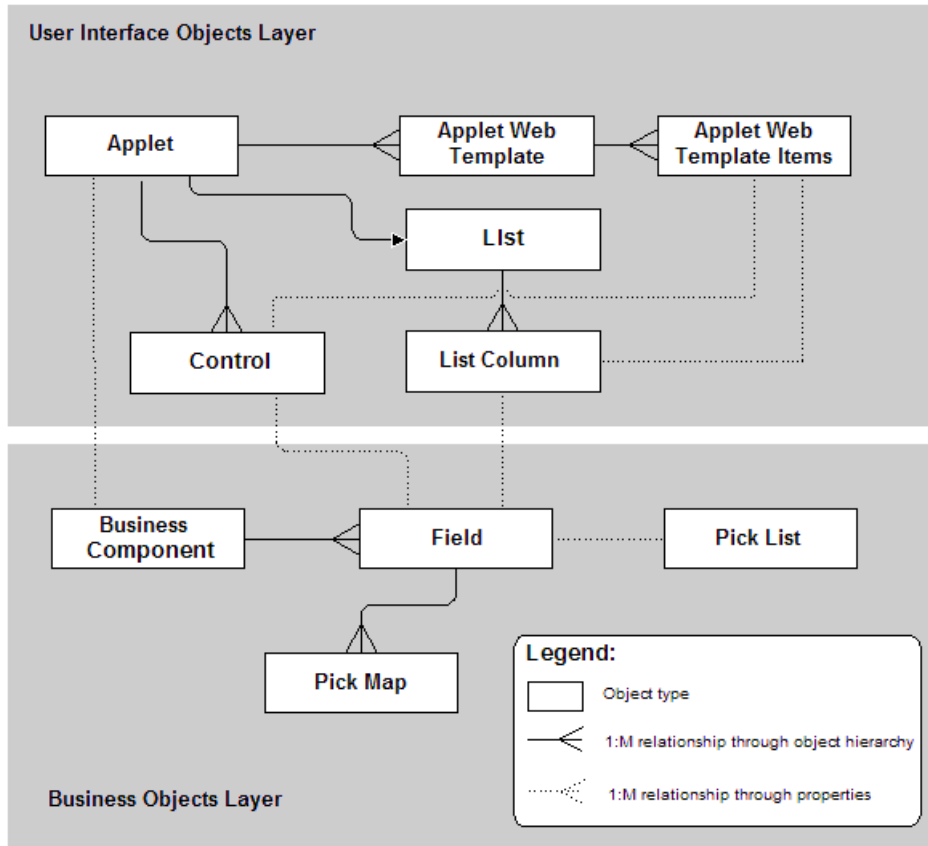 User Interface Objects Layer
Applet
Applet Web
Template
Applet Web
Template Items
LIst
Control
List Column
Business
Component
Field
Pick List
Pick Map
Legend:
Object type
1:M relationship through object hierarchy
1:M relationship through properties
Business Objects Layer